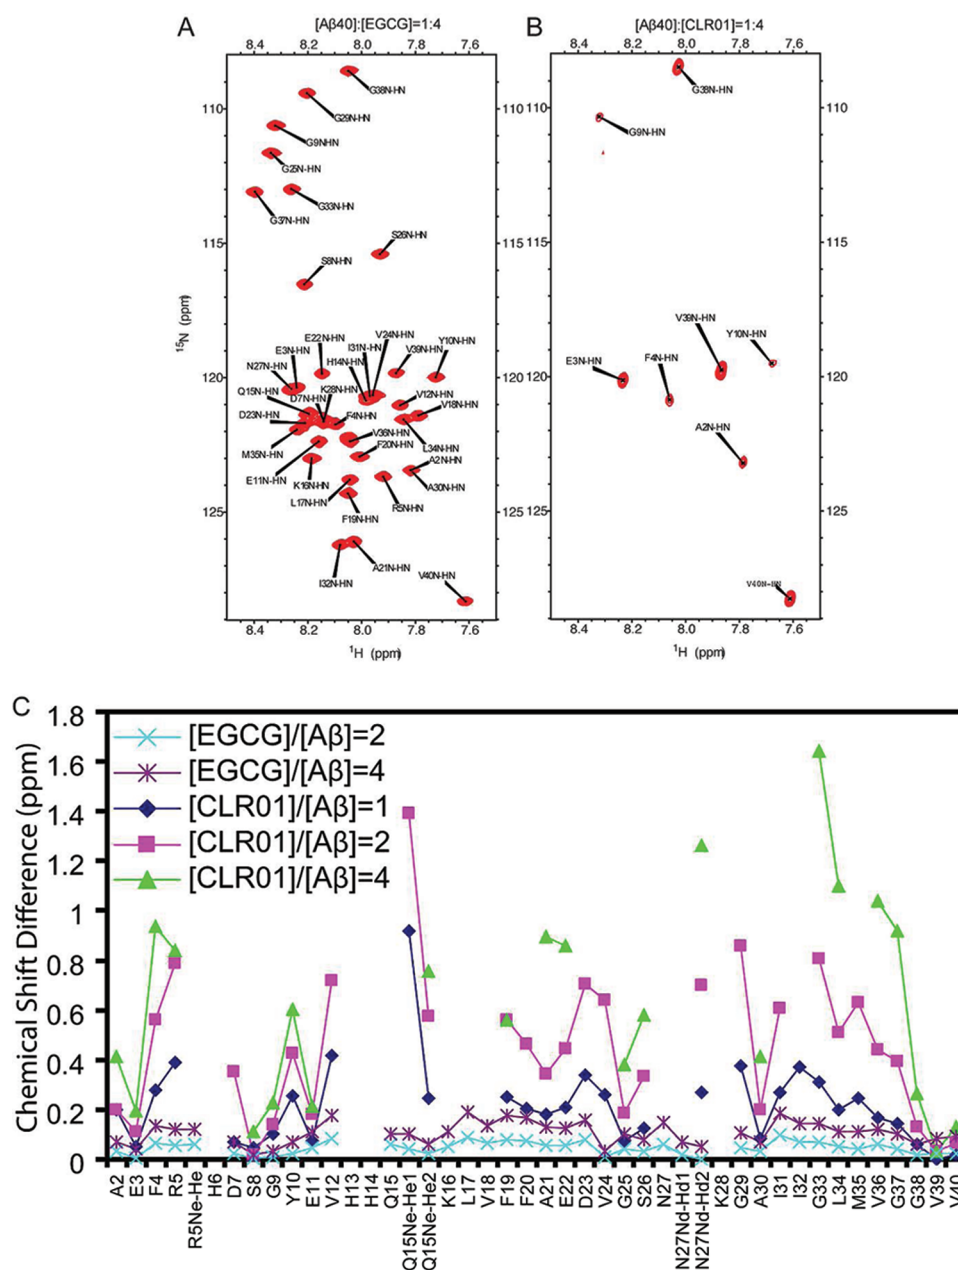 A
[Aβ40]:[EGCG]=1:4
8.4 8.2 8.0 7.8 7.6
G38N-HN
G29N-HN
G9NHN
G25N-HN
G33N-HN
G37N-HN
S26N-HN
S8N-HN
V24N-HN
E22N-HN
I31N-HN
E3N-HN
H14N-HN
V39N-HN
Y10N-HN
N27N-HN
K28N-HN
Q15N-HN
D7N-HN
V12N-HN
D23N-HN
F4N-HN
V18N-HN
V36N-HN
M35N-HN
F20N-HN
L34N-HN
A2N-HN
E11N-HN
K16N-HN
A30N-HN
L17N-HN
R5N-HN
F19N-HN
A21N-HN
I32N-HN
V40N-HN
110
115
120
125
110
115
120
125
15N (ppm)
8.4 8.2 8.0 7.8 7.6
1H (ppm)
B
[Aβ40]:[CLR01]=1:4
8.4 8.2 8.0 7.8 7.6
G38N-HN
G9N-HN
V39N-HN
Y10N-HN
E3N-HN
F4N-HN
A2N-HN
V40N-HN
110
115
120
125
8.4 8.2 8.0 7.8 7.6
1H (ppm)
C
Chemical Shift Difference (ppm)
1.8
1.6
1.4
1.2
1
0.8
0.6
0.4
0.2
0
[EGCG]/[Aβ]=2
[EGCG]/[Aβ]=4
[CLR01]/[Aβ]=1
[CLR01]/[Aβ]=2
[CLR01]/[Aβ]=4
A2
E3
F4
R5
R5Ne-He
H6
D7
S8
G9
Y10
E11
V12
H13
H14
Q15
Q15Ne-He1
Q15Ne-He2
K16
L17
V18
F19
F20
A21
E22
D23
V24
G25
S26
N27
N27Nd-Hd1
N27Nd-Hd2
K28
G29
A30
I31
I32
G33
L34
M35
V36
G37
G38
V39
V40